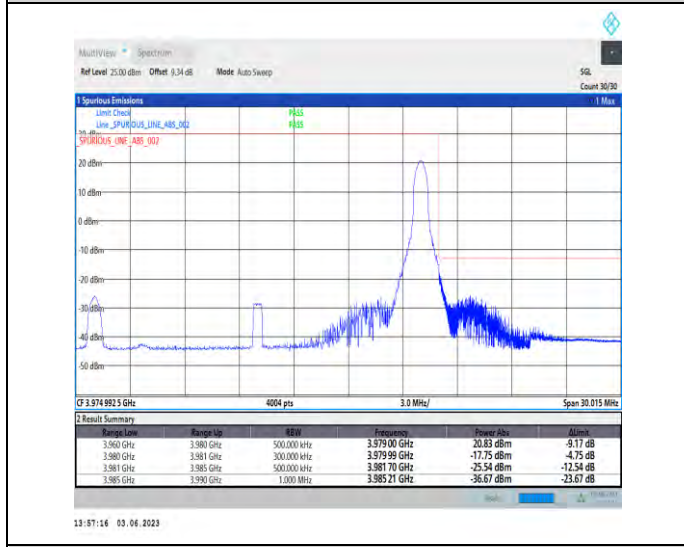 MultiView Spectrum
Ref Level 25.00 dBm Offset 9.34 dB Mode Auto Sweep SGL
Count 30/30
1 Spurious Emissions 1 Max
Limit Check PASS
Line _SPURIOUS_LINE_ABS_002 PASS
30 dBm
_SPURIOUS_LINE_ABS_002
20 dBm
10 dBm
0 dBm
-10 dBm
-20 dBm
-30 dBm
-40 dBm
-50 dBm
CF 3.974 992 5 GHz 4004 pts 3.0 MHz/ Span 30.015 MHz
2 Result Summary
Range Low Range Up RBW Frequency Power Abs ΔLimit
3.960 GHz 3.980 GHz 500.000 kHz 3.979 00 GHz 20.83 dBm -9.17 dB
3.980 GHz 3.981 GHz 300.000 kHz 3.979 99 GHz -17.75 dBm -4.75 dB
3.981 GHz 3.985 GHz 500.000 kHz 3.981 70 GHz -25.54 dBm -12.54 dB
3.985 GHz 3.990 GHz 1.000 MHz 3.985 21 GHz -36.67 dBm -23.67 dB
13:57:16 03.06.2023